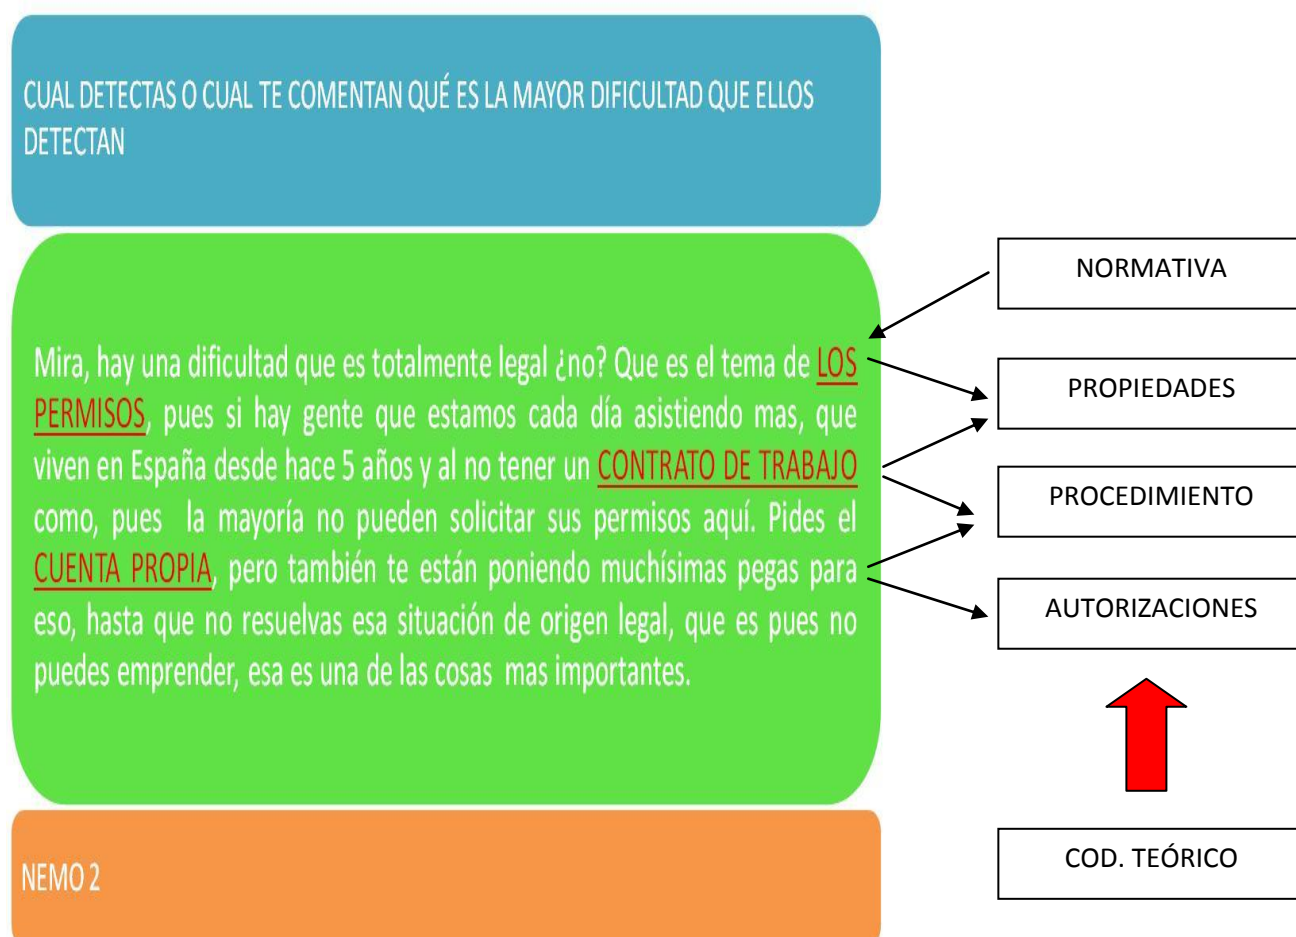 CUAL DETECTAS O CUAL TE COMENTAN QUÉ ES LA MAYOR DIFICULTAD QUE ELLOS
DETECTAN
Mira, hay una dificultad que es totalmente legal ¿no? Que es el tema de LOS
PERMISOS, pues si hay gente que estamos cada día asistiendo mas, que
viven en España desde hace 5 años y al no tener un CONTRATO DE TRABAJO
como, pues la mayoría no pueden solicitar sus permisos aquí. Pides el
CUENTA PROPIA, pero también te están poniendo muchísimas pegas para
eso, hasta que no resuelvas esa situación de origen legal, que es pues no
puedes emprender, esa es una de las cosas mas importantes.
NEMO 2
NORMATIVA
PROPIEDADES
PROCEDIMIENTO
AUTORIZACIONES
COD. TEÓRICO